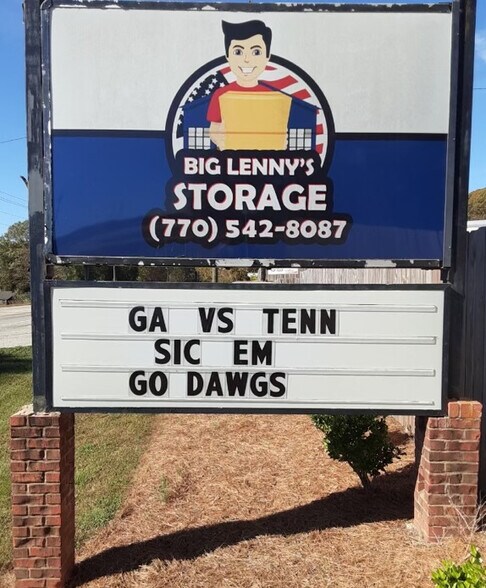 BIG LENNY'S
STORAGE
(770) 542-8087
GA VS TENN
SIC EM
GO DAWGS